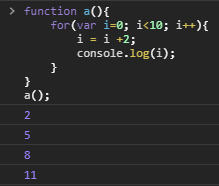 > function a(){
for(var i=0; i<10; i++){
i = i +2;
console.log(i);
}
}
a();
2
5
8
11